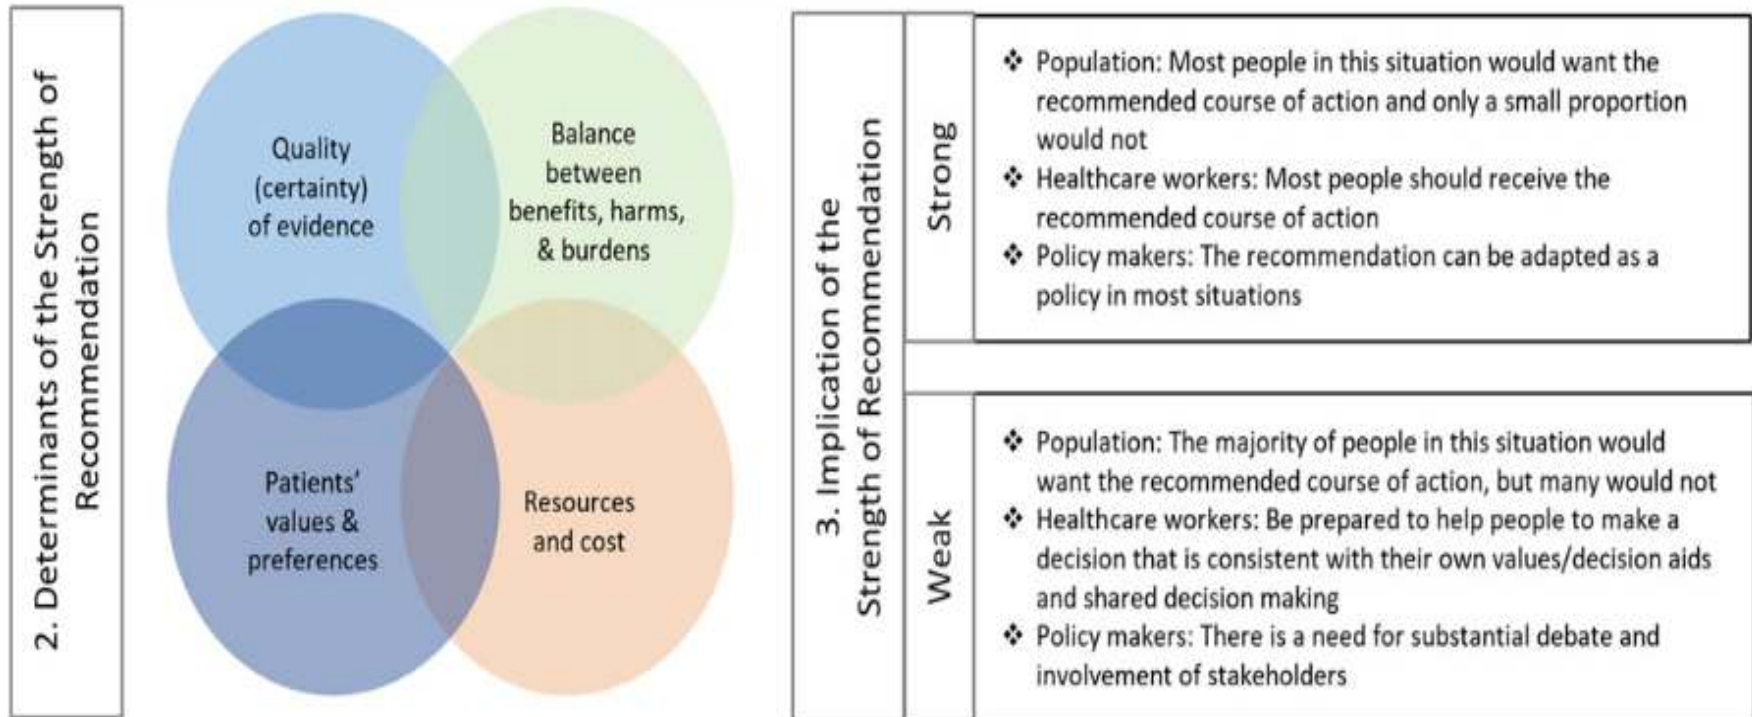 2. Determinants of the Strength of
Recommendation
Quality
(certainty)
of evidence
Balance
between
benefits, harms,
& burdens
Patients’
values &
preferences
Resources
and cost
3. Implication of the
Strength of Recommendation
Strong
❖ Population: Most people in this situation would want the
recommended course of action and only a small proportion
would not
❖ Healthcare workers: Most people should receive the
recommended course of action
❖ Policy makers: The recommendation can be adapted as a
policy in most situations
Weak
❖ Population: The majority of people in this situation would
want the recommended course of action, but many would not
❖ Healthcare workers: Be prepared to help people to make a
decision that is consistent with their own values/decision aids
and shared decision making
❖ Policy makers: There is a need for substantial debate and
involvement of stakeholders